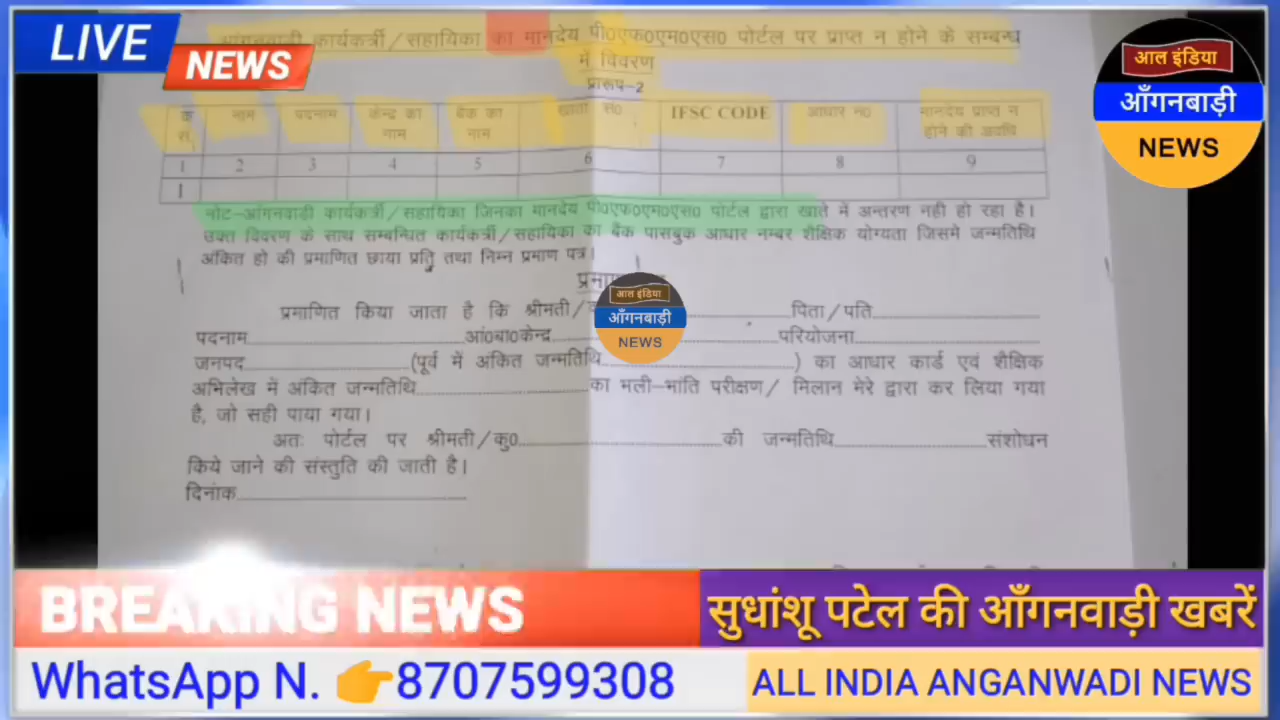 LIVE
NEWS
आंगनवाड़ी कार्यकर्त्री/सहायिका का मानदेय पी0एफ0एम0एस0 पोर्टल पर प्राप्त न होने के सम्बन्ध
में विवरण
प्रारूप-2
आल इंडिया
आँगनबाड़ी
NEWS
क सं. नाम पदनाम केन्द्र का नाम बैंक का नाम खाता सं0 IFSC CODE आधार न0 मानदेय प्राप्त न होने की अवधि
1 2 3 4 5 6 7 8 9
1
नोट-आँगनवाड़ी कार्यकर्त्री/सहायिका जिनका मानदेय पी0एफ0एम0एस0 पोर्टल द्वारा खाते में अन्तरण नही हो रहा है।
उक्त विवरण के साथ सम्बन्धित कार्यकर्त्री/सहायिका का बैंक पासबुक आधार नम्बर शैक्षिक योग्यता जिसमे जन्मतिथि
अंकित हो की प्रमाणित छाया प्रति तथा निम्न प्रमाण पत्र।
आल इंडिया
आँगनबाड़ी
NEWS
प्रमाणित किया जाता है कि श्रीमती/ पिता/पति
पदनाम आं0बा0केन्द्र परियोजना
जनपद (पूर्व में अंकित जन्मतिथि ) का आधार कार्ड एवं शैक्षिक
अभिलेख में अंकित जन्मतिथि का भली-भांति परीक्षण/ मिलान मेरे द्वारा कर लिया गया
है, जो सही पाया गया।
अतः पोर्टल पर श्रीमती/कु0 की जन्मतिथि संशोधन
किये जाने की संस्तुति की जाती है।
दिनांक
BREAKING NEWS
सुधांशू पटेल की आँगनवाड़ी खबरें
WhatsApp N. 👉8707599308
ALL INDIA ANGANWADI NEWS